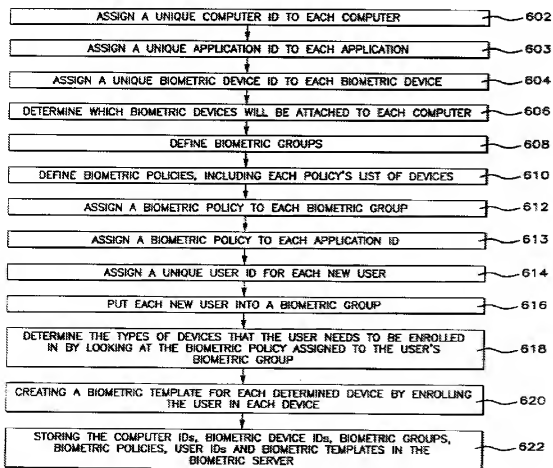 ASSIGN A UNIQUE COMPUTER ID TO EACH COMPUTER 602
ASSIGN A UNIQUE APPLICATION ID TO EACH APPLICATION 603
ASSIGN A UNIQUE BIOMETRIC DEVICE ID TO EACH BIOMETRIC DEVICE 604
DETERMINE WHICH BIOMETRIC DEVICES WILL BE ATTACHED TO EACH COMPUTER 606
DEFINE BIOMETRIC GROUPS 608
DEFINE BIOMETRIC POLICIES, INCLUDING EACH POLICY'S LIST OF DEVICES 610
ASSIGN A BIOMETRIC POLICY TO EACH BIOMETRIC GROUP 612
ASSIGN A BIOMETRIC POLICY TO EACH APPLICATION ID 613
ASSIGN A UNIQUE USER ID FOR EACH NEW USER 614
PUT EACH NEW USER INTO A BIOMETRIC GROUP 616
DETERMINE THE TYPES OF DEVICES THAT THE USER NEEDS TO BE ENROLLED
IN BY LOOKING AT THE BIOMETRIC POLICY ASSIGNED TO THE USER'S 618
BIOMETRIC GROUP
CREATING A BIOMETRIC TEMPLATE FOR EACH DETERMINED DEVICE BY ENROLLING 620
THE USER IN EACH DEVICE
STORING THE COMPUTER IDs, BIOMETRIC DEVICE IDs, BIOMETRIC GROUPS,
BIOMETRIC POLICIES, USER IDs AND BIOMETRIC TEMPLATES IN THE 622
BIOMETRIC SERVER